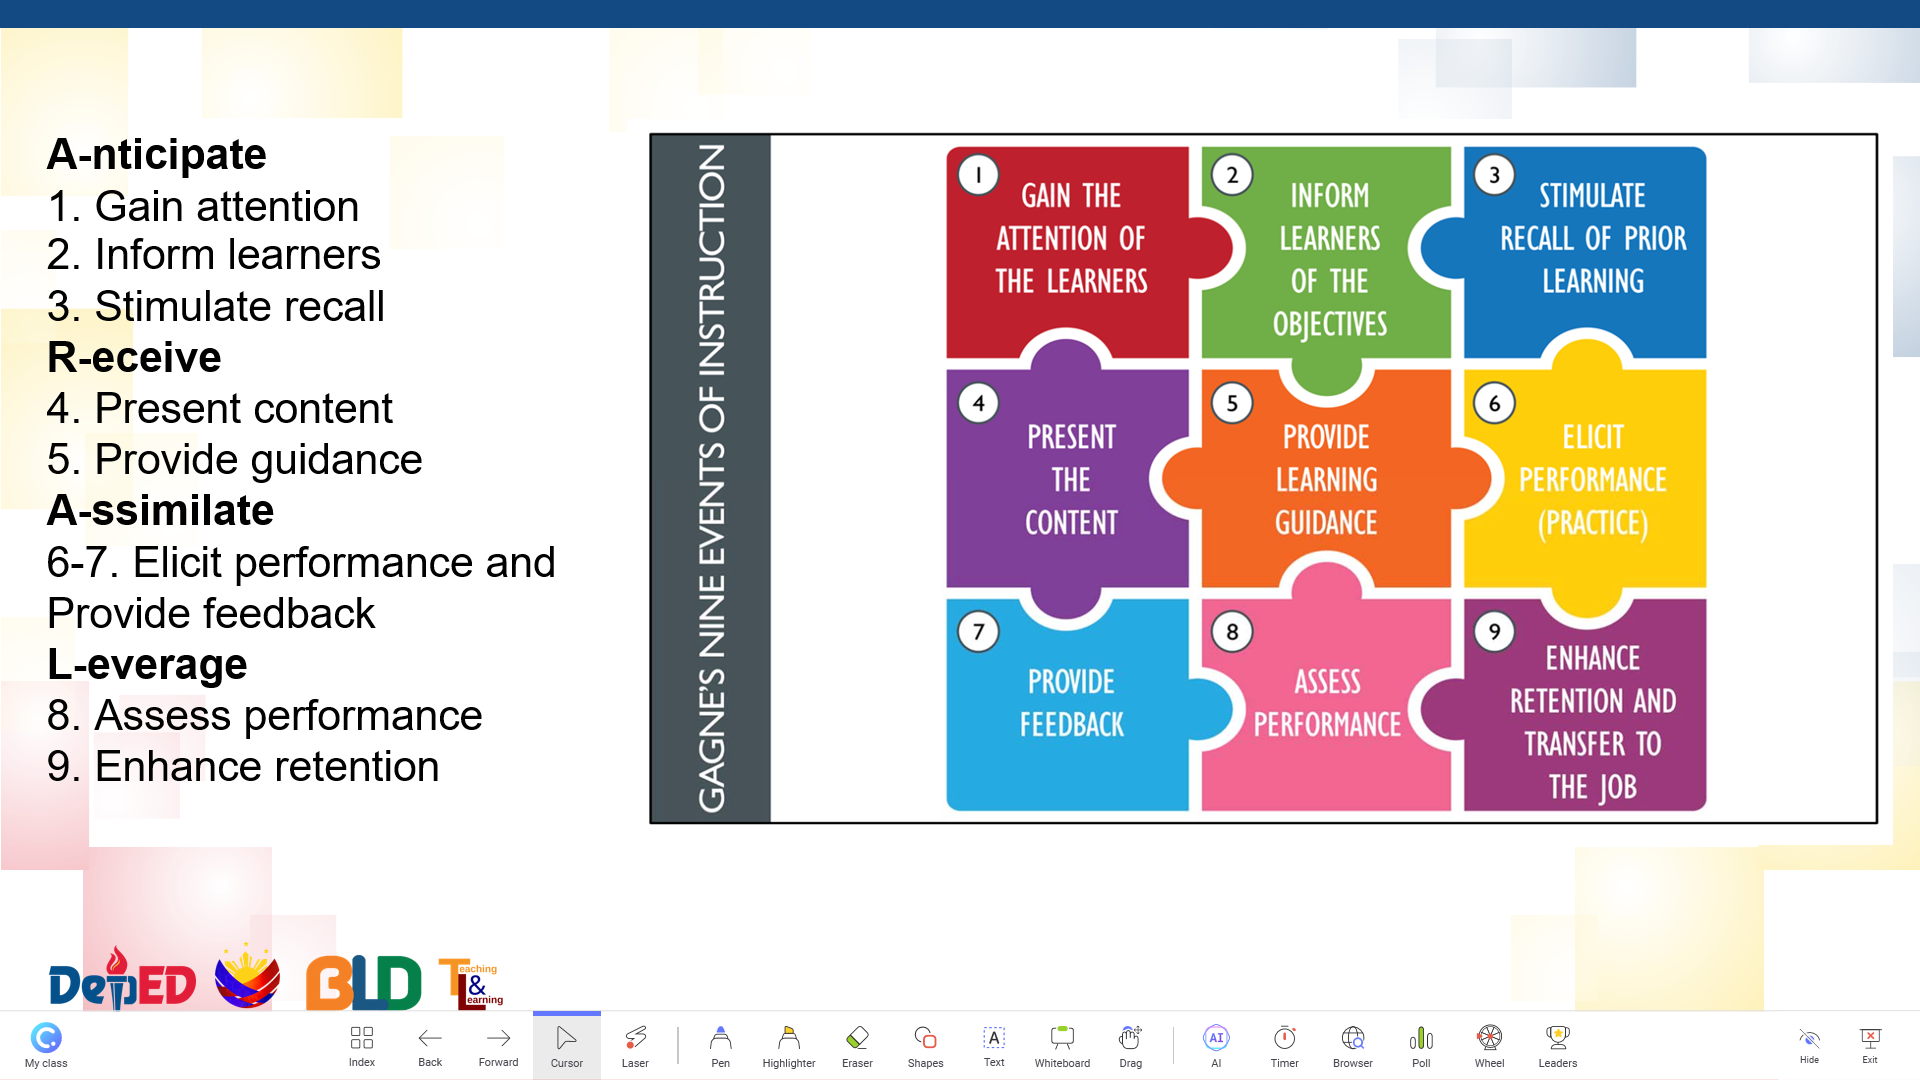 A-nticipate
1. Gain attention
2. Inform learners
3. Stimulate recall
R-eceive
4. Present content
5. Provide guidance
A-ssimilate
6-7. Elicit performance and
Provide feedback
L-everage
8. Assess performance
9. Enhance retention
GAGNE'S NINE EVENTS OF INSTRUCTION
1
GAIN THE
ATTENTION OF
THE LEARNERS
2
INFORM
LEARNERS
OF THE
OBJECTIVES
3
STIMULATE
RECALL OF PRIOR
LEARNING
4
PRESENT
THE
CONTENT
5
PROVIDE
LEARNING
GUIDANCE
6
ELICIT
PERFORMANCE
(PRACTICE)
7
PROVIDE
FEEDBACK
8
ASSESS
PERFORMANCE
9
ENHANCE
RETENTION AND
TRANSFER TO
THE JOB
DepED
BLD
Teaching
&
Learning
My class
Index
Back
Forward
Cursor
Laser
Pen
Highlighter
Eraser
Shapes
A
Text
Whiteboard
Drag
AI
AI
Timer
Browser
Poll
Wheel
Leaders
Hide
Exit